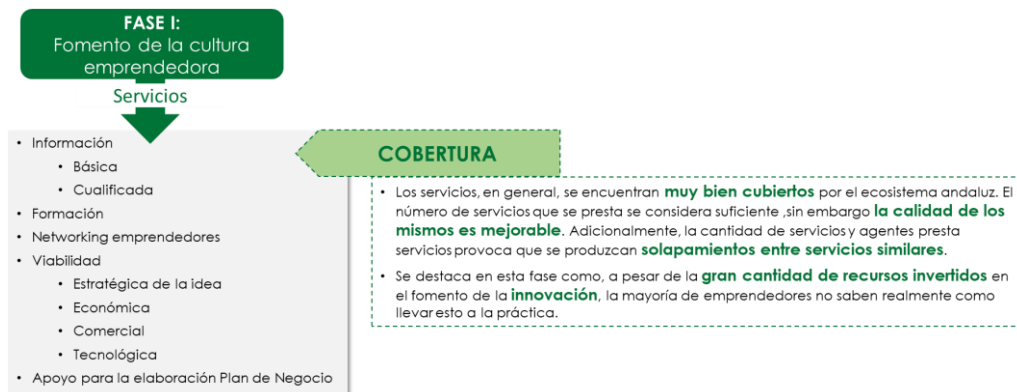 FASE I:
Fomento de la cultura
emprendedora
Servicios
• Información
• Básica
• Cualificada
• Formación
• Networking emprendedores
• Viabilidad
• Estratégica de la idea
• Económica
• Comercial
• Tecnológica
• Apoyo para la elaboración Plan de Negocio
COBERTURA
• Los servicios, en general, se encuentran muy bien cubiertos por el ecosistema andaluz. El
número de servicios que se presta se considera suficiente ,sin embargo la calidad de los
mismos es mejorable. Adicionalmente, la cantidad de servicios y agentes presta
servicios provoca que se produzcan solapamientos entre servicios similares.
• Se destaca en esta fase como, a pesar de la gran cantidad de recursos invertidos en
el fomento de la innovación, la mayoría de emprendedores no saben realmente como
llevar esto a la práctica.